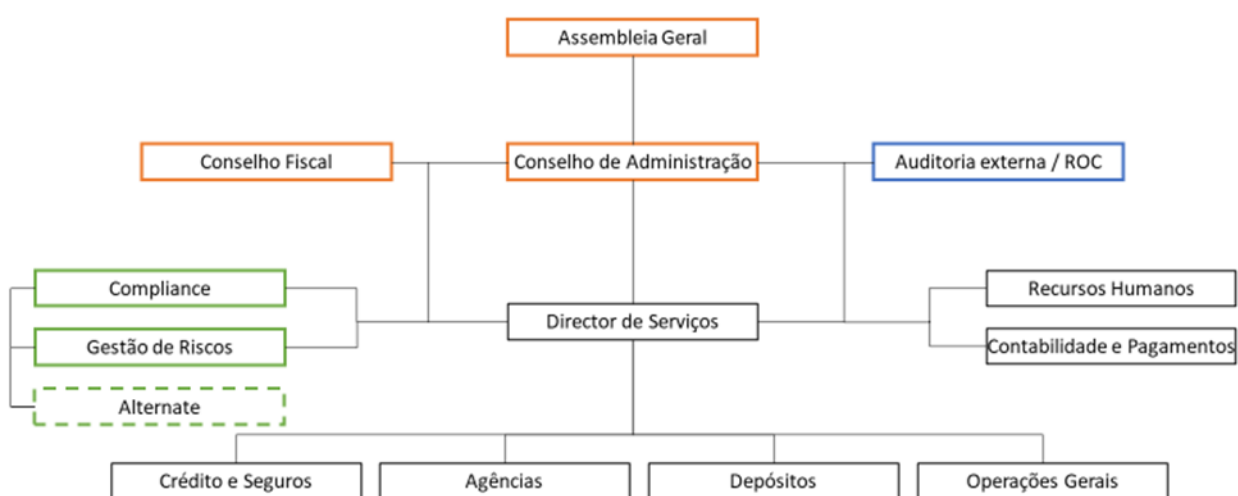 Assembleia Geral
Conselho Fiscal
Conselho de Administração
Auditoria externa / ROC
Compliance
Recursos Humanos
Director de Serviços
Gestão de Riscos
Contabilidade e Pagamentos
Alternate
Crédito e Seguros
Agências
Depósitos
Operações Gerais